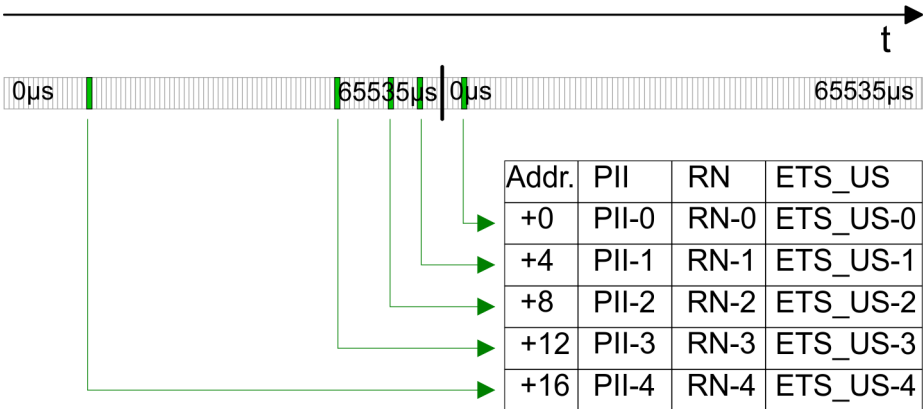 t
0µs 65535µs 0µs 65535µs
Addr. PII RN ETS_US
+0 PII-0 RN-0 ETS_US-0
+4 PII-1 RN-1 ETS_US-1
+8 PII-2 RN-2 ETS_US-2
+12 PII-3 RN-3 ETS_US-3
+16 PII-4 RN-4 ETS_US-4